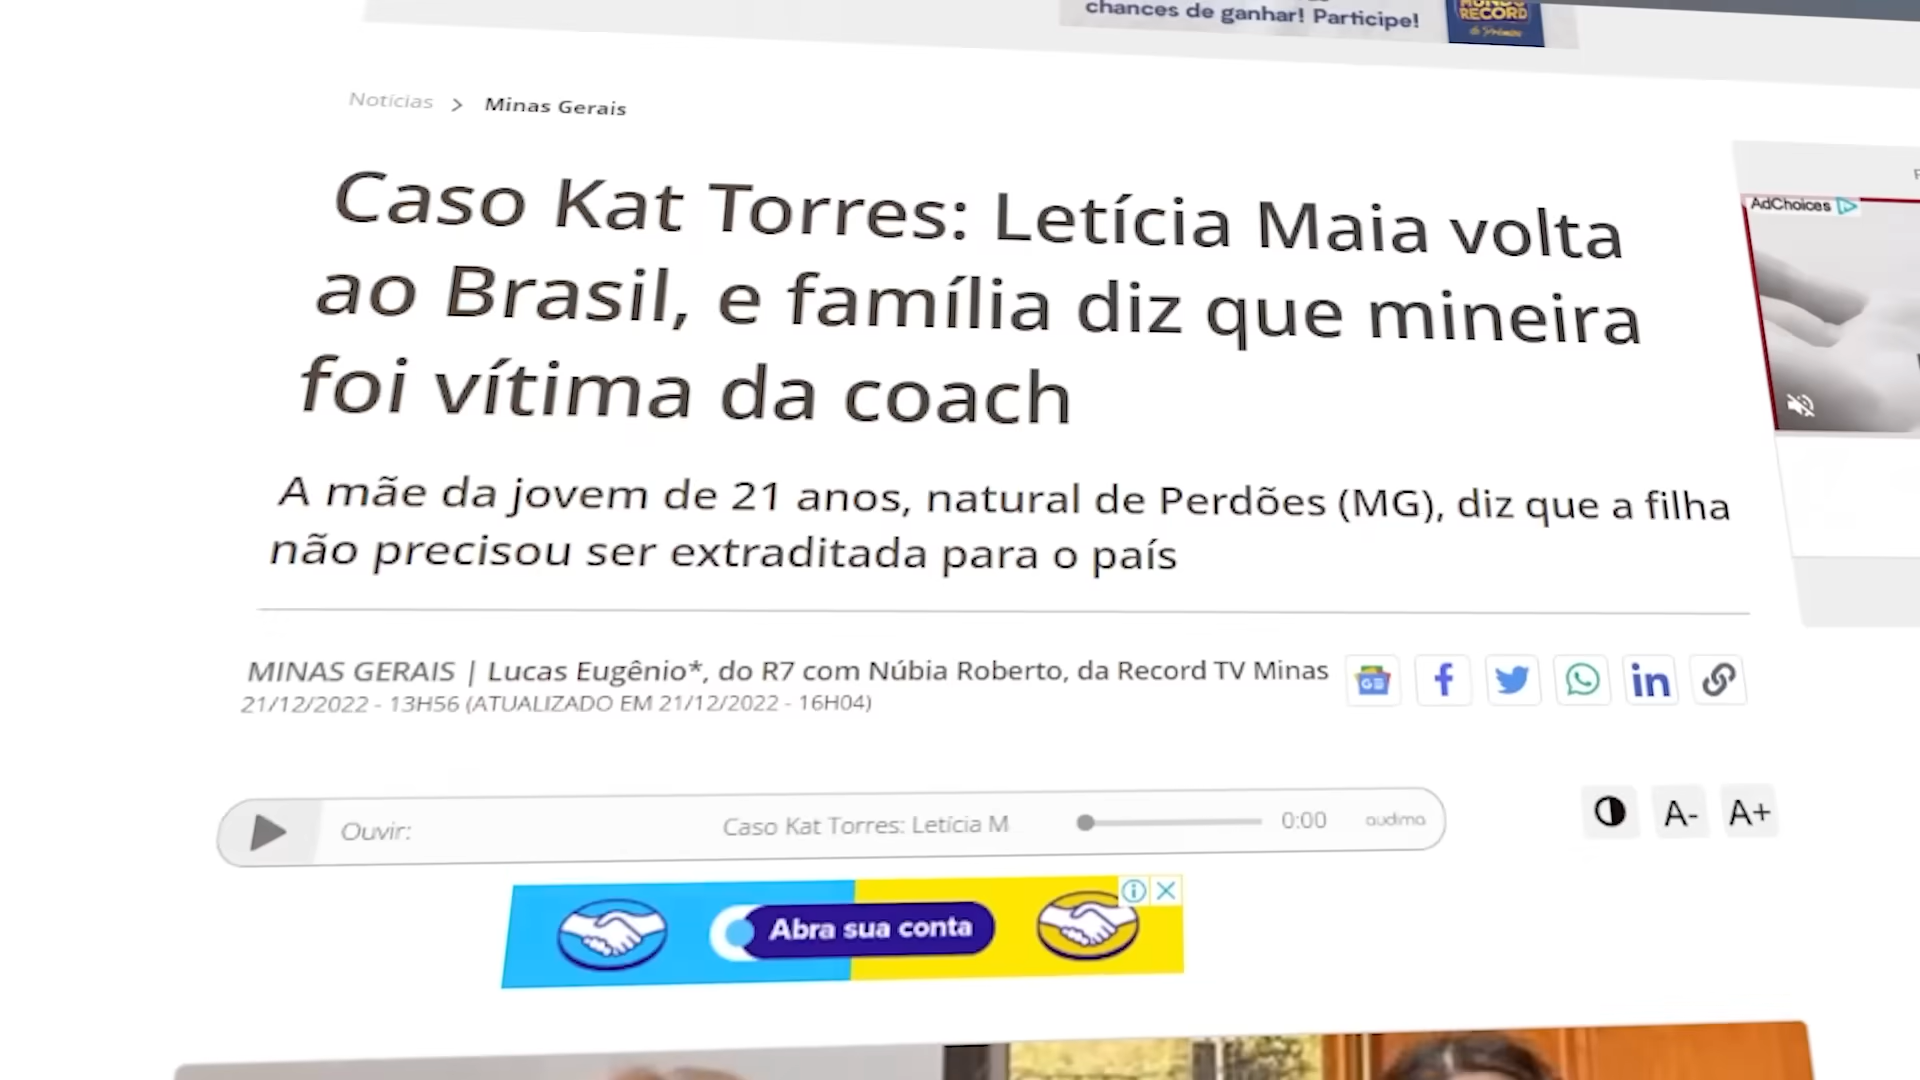 chances de ganhar! Participe!
RECORD
Notícias > Minas Gerais
Caso Kat Torres: Letícia Maia volta
ao Brasil, e família diz que mineira
foi vítima da coach
AdChoices
A mãe da jovem de 21 anos, natural de Perdões (MG), diz que a filha
não precisou ser extraditada para o país
MINAS GERAIS | Lucas Eugênio*, do R7 com Núbia Roberto, da Record TV Minas
21/12/2022 - 13H56 (ATUALIZADO EM 21/12/2022 - 16H04)
Ouvir: Caso Kat Torres: Letícia M 0:00 audima
A- A+
Abra sua conta